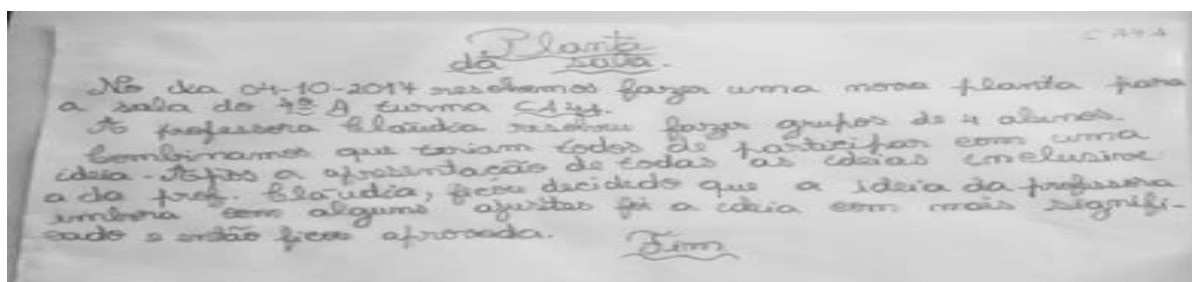 Planta
da sala.
No dia 04-10-2017 resolvemos fazer uma nova planta para
a sala do 4º A turma CA4A.
A professora Claúdia resolveu fazer grupos de 4 alunos.
Combinamos que teriam todos de participar com uma
ideia. Após a apresentação de todas as ideias inclusive
a da prof. Claúdia, ficou decidido que a ideia da professora
embora com alguns ajustes foi a ideia com mais signifi-
cado e então ficou aprovada.
Fim